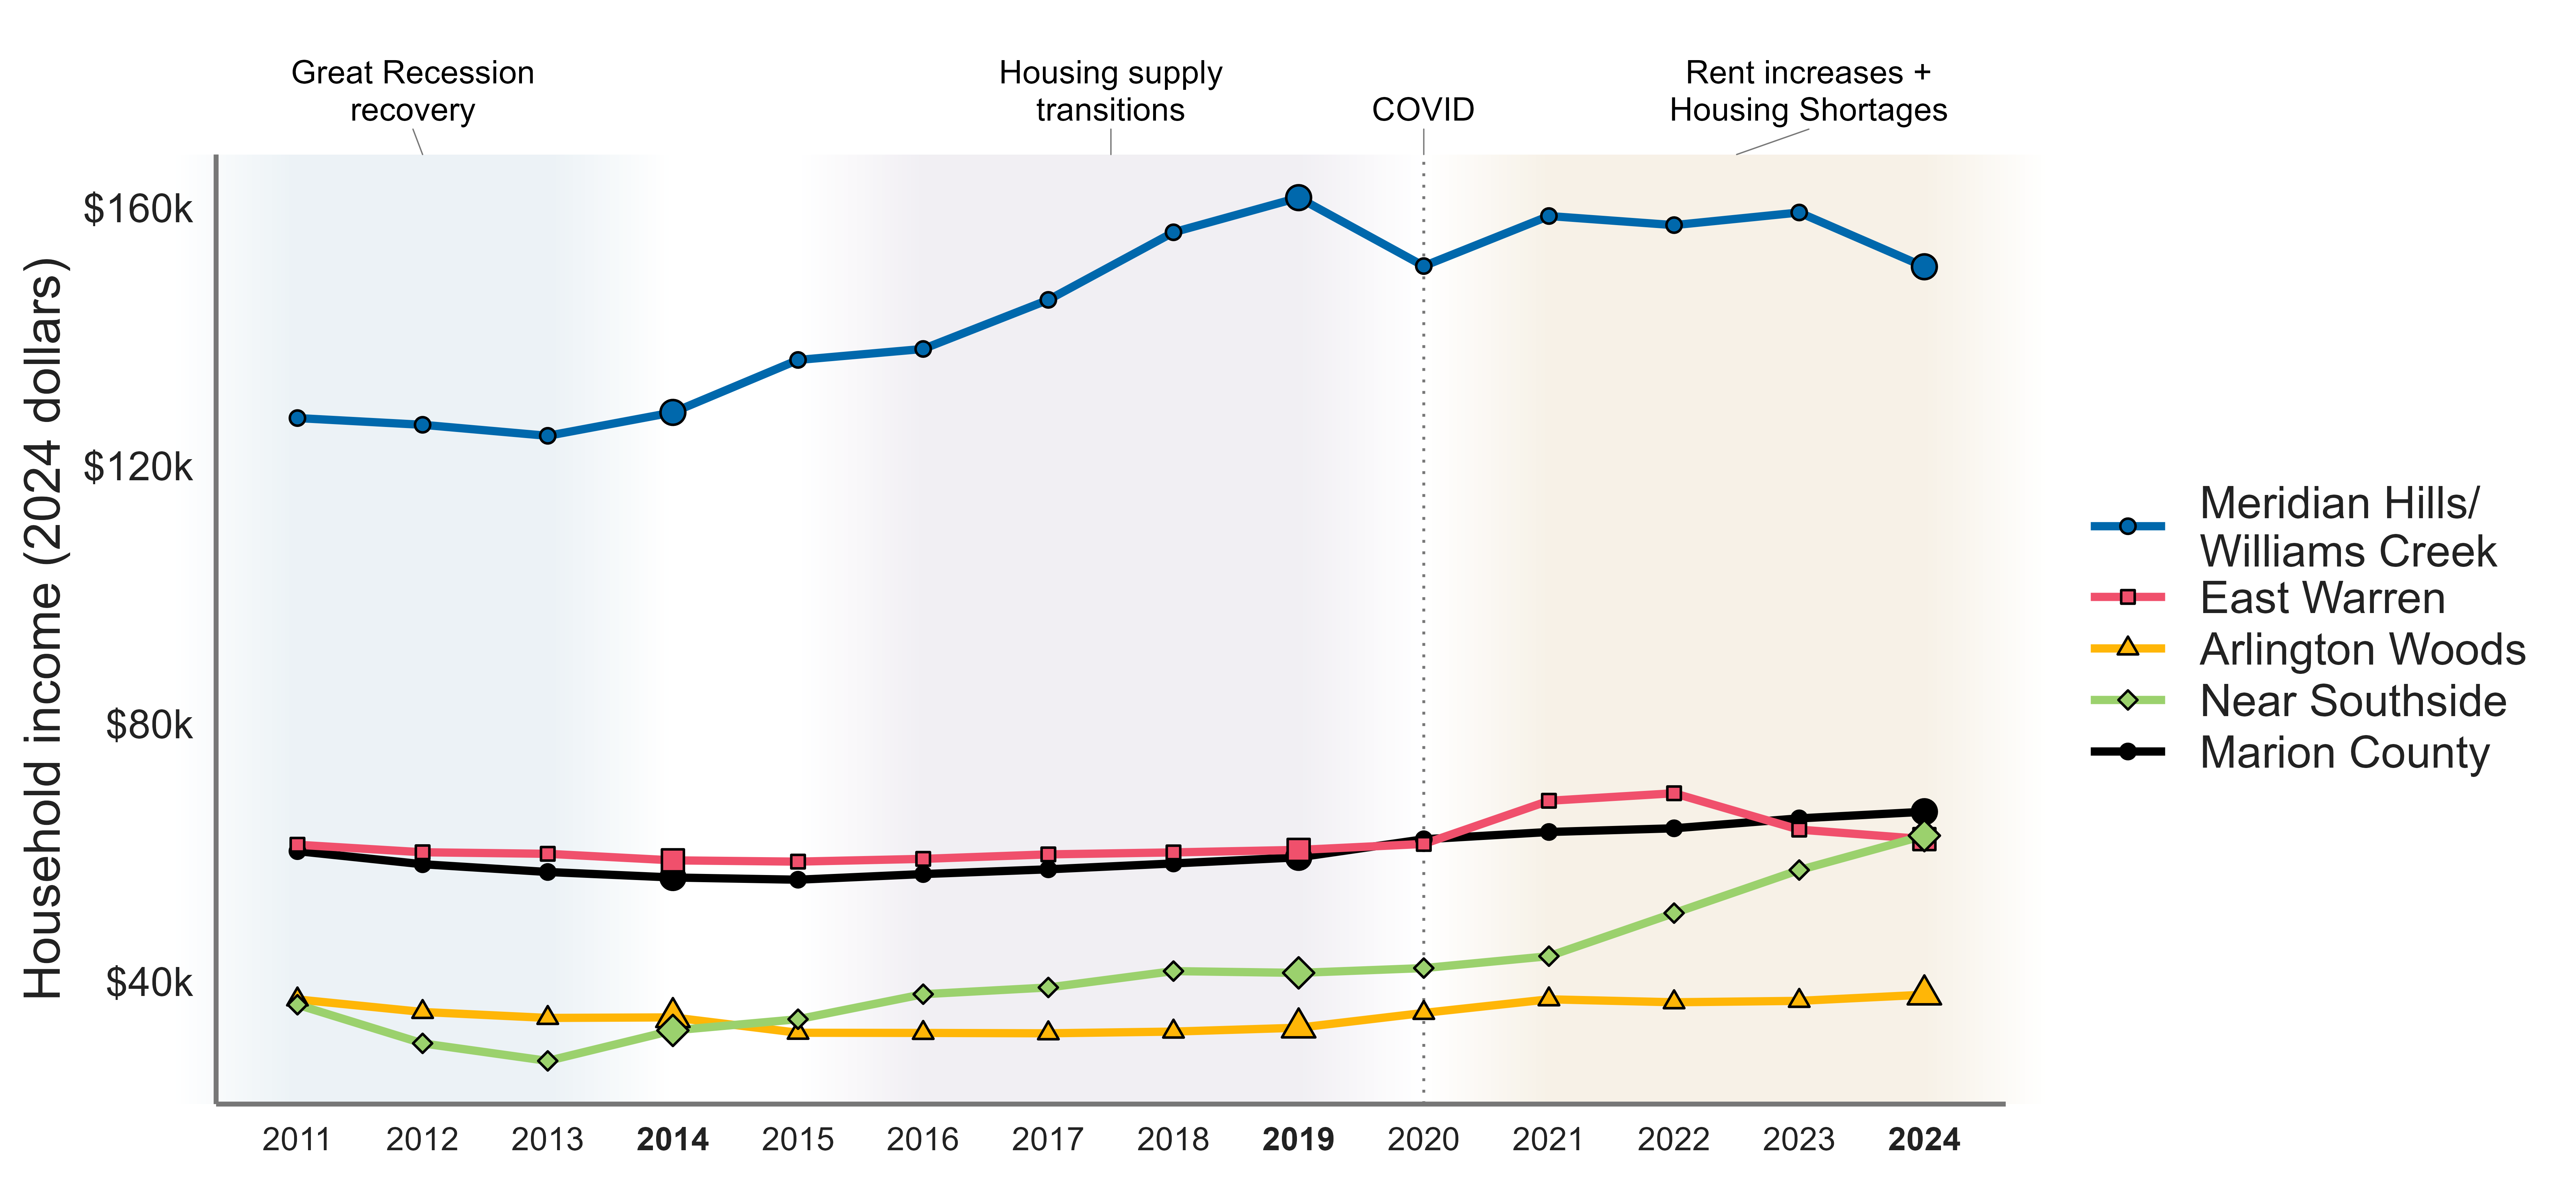 Great Recession
recovery
Housing supply
transitions
COVID
Rent increases +
Housing Shortages
Household income (2024 dollars)
$160k
$120k
$80k
$40k
2011 2012 2013 2014 2015 2016 2017 2018 2019 2020 2021 2022 2023 2024
Meridian Hills/
Williams Creek
East Warren
Arlington Woods
Near Southside
Marion County